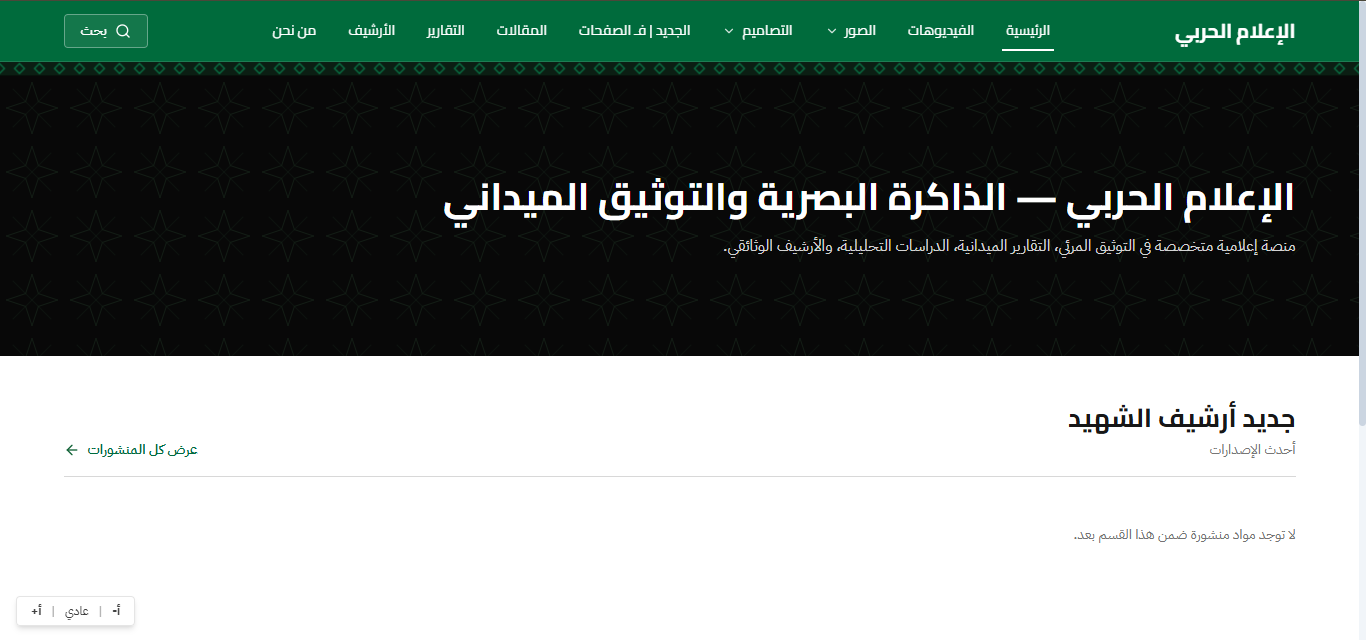 الإعلام الحربي
الرئيسية
الفيديوهات
الصور
التصاميم
الجديد | فـ الصفحات
المقالات
التقارير
الأرشيف
من نحن
بحث
الإعلام الحربي — الذاكرة البصرية والتوثيق الميداني
منصة إعلامية متخصصة في التوثيق المرئي، التقارير الميدانية، الدراسات التحليلية، والأرشيف الوثائقي.
جديد أرشيف الشهيد
أحدث الإصدارات
عرض كل المنشورات
لا توجد مواد منشورة ضمن هذا القسم بعد.
أ- | عادي | أ+